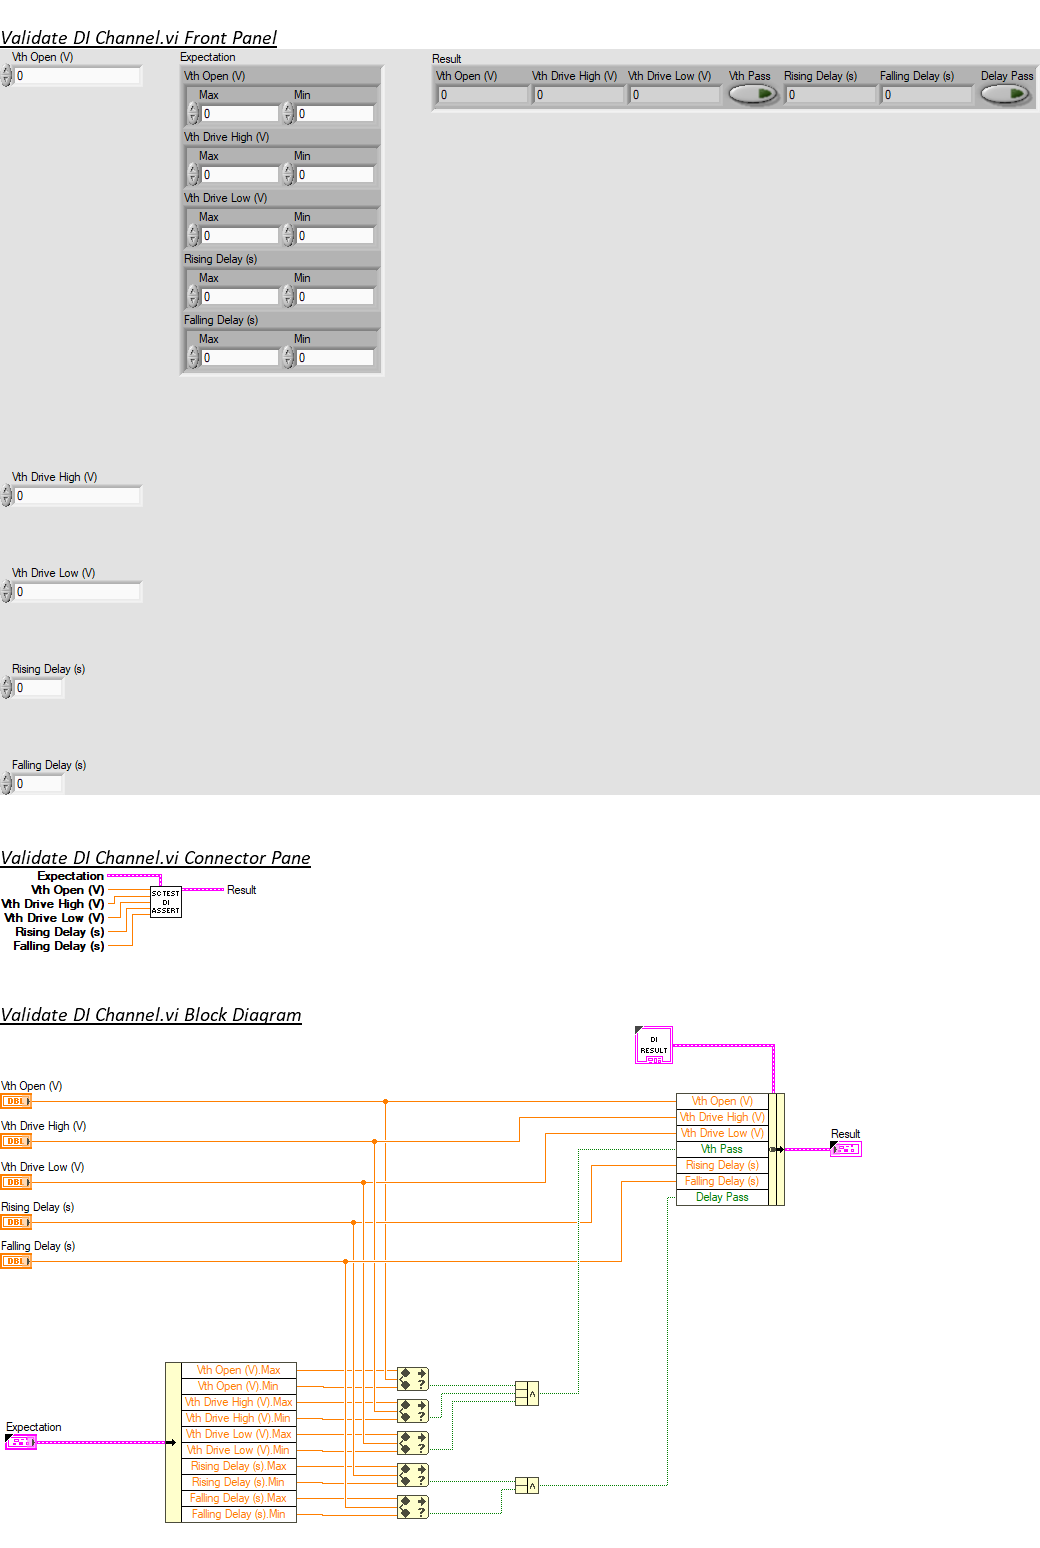 Validate DI Channel.vi Front Panel
Vth Open (V)
0
Expectation
Vth Open (V)
Max Min
0 0
Vth Drive High (V)
Max Min
0 0
Vth Drive Low (V)
Max Min
0 0
Rising Delay (s)
Max Min
0 0
Falling Delay (s)
Max Min
0 0
Result
Vth Open (V) Vth Drive High (V) Vth Drive Low (V) Vth Pass Rising Delay (s) Falling Delay (s) Delay Pass
0 0 0 0 0
Vth Drive High (V)
0
Vth Drive Low (V)
0
Rising Delay (s)
0
Falling Delay (s)
0
Validate DI Channel.vi Connector Pane
Expectation
Vth Open (V)
Vth Drive High (V)
Vth Drive Low (V)
Rising Delay (s)
Falling Delay (s)
SC TEST
DI
ASSERT
Result
Validate DI Channel.vi Block Diagram
DI
RESULT
Vth Open (V)
DBL
Vth Drive High (V)
DBL
Vth Drive Low (V)
DBL
Rising Delay (s)
DBL
Falling Delay (s)
DBL
Vth Open (V)
Vth Drive High (V)
Vth Drive Low (V)
Vth Pass
Rising Delay (s)
Falling Delay (s)
Delay Pass
Result
Expectation
Vth Open (V).Max
Vth Open (V).Min
Vth Drive High (V).Max
Vth Drive High (V).Min
Vth Drive Low (V).Max
Vth Drive Low (V).Min
Rising Delay (s).Max
Rising Delay (s).Min
Falling Delay (s).Max
Falling Delay (s).Min
?
?
?
?
?